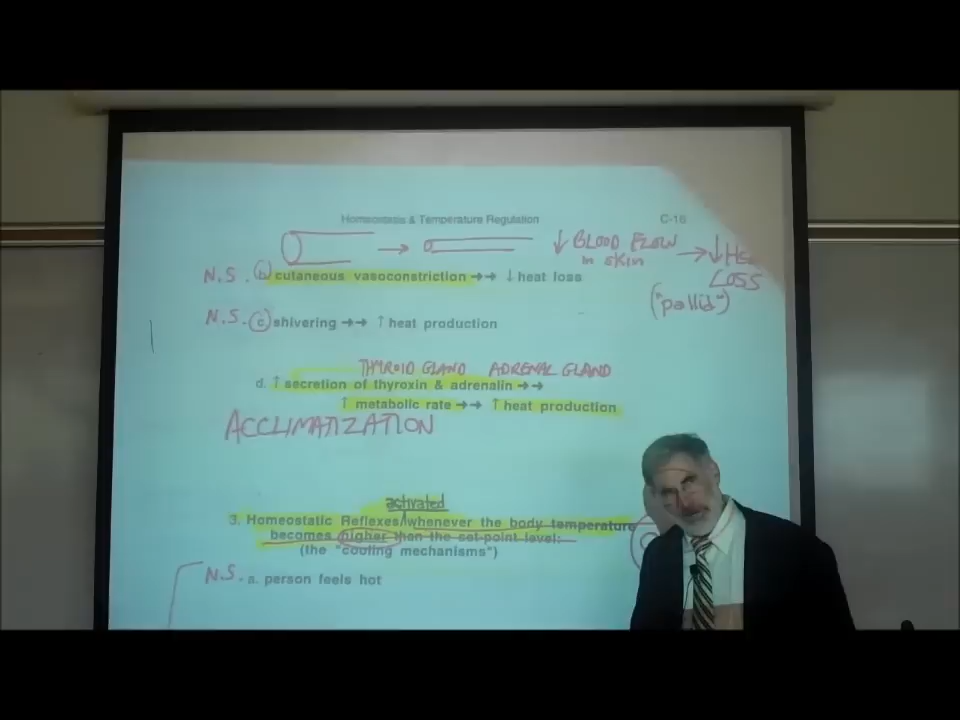 Homeostasis & Temperature Regulation C-16
↓ BLOOD FLOW → ↓ HE
in skin LOSS
N.S. (b) cutaneous vasoconstriction →→ ↓ heat loss
("pallid")
N.S. (c) shivering →→ ↑ heat production
THYROID GLAND ADRENAL GLAND
d. ↑ secretion of thyroxin & adrenalin →→
↑ metabolic rate →→ ↑ heat production
ACCLIMATIZATION
activated
3. Homeostatic Reflexes whenever the body temperature
becomes higher than the set-point level:
(the "cooling mechanisms")
N.S. a. person feels hot